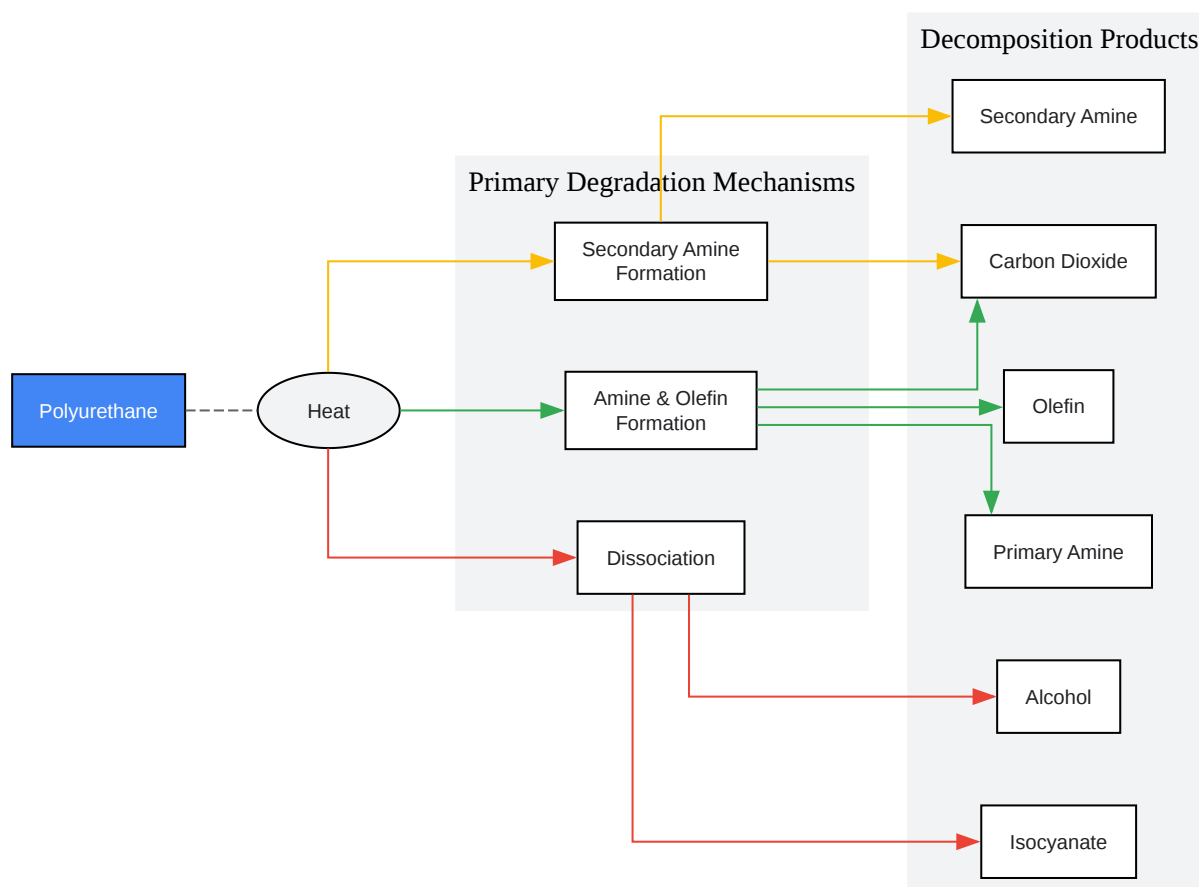 Decomposition Products
Secondary Amine
Primary Degradation Mechanisms
Secondary Amine
Formation
Carbon Dioxide
Polyurethane
Heat
Amine & Olefin
Formation
Olefin
Dissociation
Primary Amine
Alcohol
Isocyanate